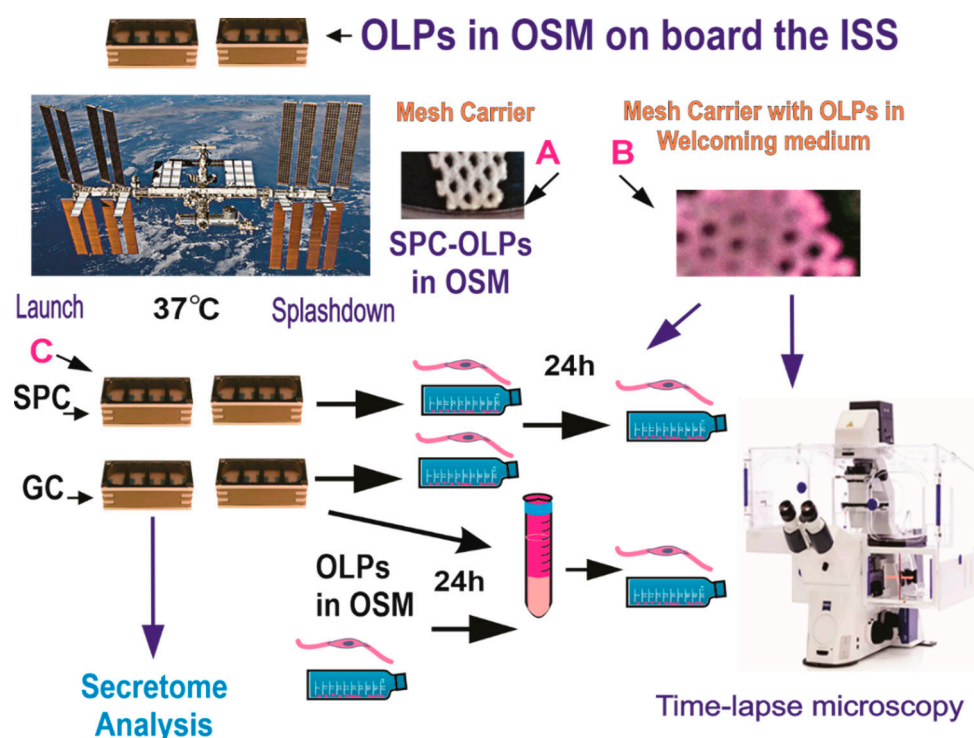 OLPs in OSM on board the ISS
Mesh Carrier
Mesh Carrier with OLPs in
Welcoming medium
A
B
SPC-OLPs
in OSM
Launch
37°C
Splashdown
C
SPC
24h
GC
OLPs
in OSM
24h
Secretome
Analysis
Time-lapse microscopy